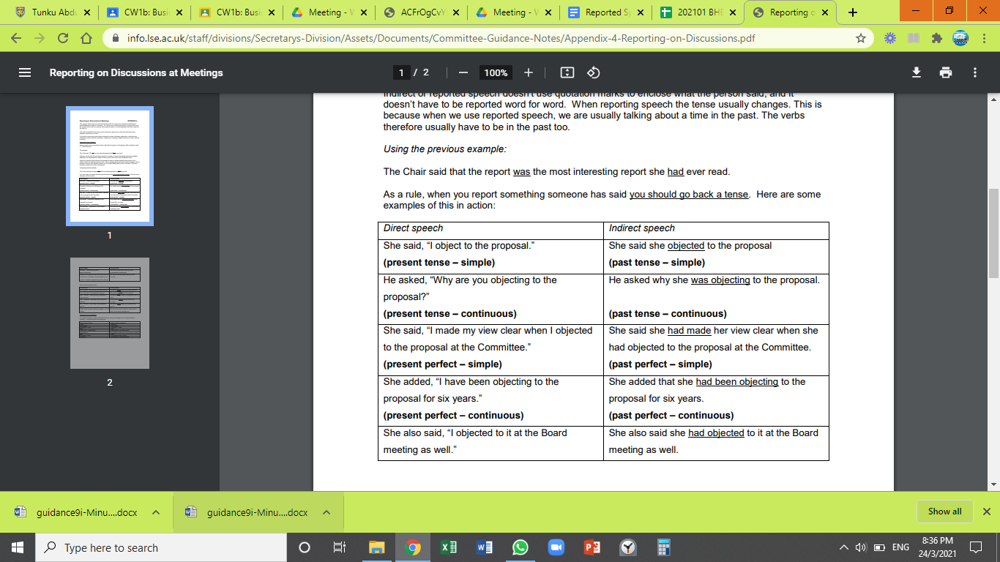 Tunku Abdu
CW1b: Busi
CW1b: Busi
Meeting - V
ACFrOgCvY
Meeting - V
Reported S
202101 BHE
Reporting o
info.lse.ac.uk/staff/divisions/Secretarys-Division/Assets/Documents/Committee-Guidance-Notes/Appendix-4-Reporting-on-Discussions.pdf
Reporting on Discussions at Meetings
1 / 2
100%
Indirect or reported speech doesn't use quotation marks to enclose what the person said, and it
doesn't have to be reported word for word. When reporting speech the tense usually changes. This is
because when we use reported speech, we are usually talking about a time in the past. The verbs
therefore usually have to be in the past too.
Using the previous example:
The Chair said that the report was the most interesting report she had ever read.
As a rule, when you report something someone has said you should go back a tense. Here are some
examples of this in action:
Direct speech
Indirect speech
She said, “I object to the proposal.”
(present tense – simple)
She said she objected to the proposal
(past tense – simple)
He asked, “Why are you objecting to the
proposal?”
(present tense – continuous)
He asked why she was objecting to the proposal.
(past tense – continuous)
She said, “I made my view clear when I objected
to the proposal at the Committee.”
(present perfect – simple)
She said she had made her view clear when she
had objected to the proposal at the Committee.
(past perfect – simple)
She added, “I have been objecting to the
proposal for six years.”
(present perfect – continuous)
She added that she had been objecting to the
proposal for six years.
(past perfect – continuous)
She also said, “I objected to it at the Board
meeting as well.”
She also said she had objected to it at the Board
meeting as well.
1
2
guidance9i-Minu....docx
guidance9i-Minu....docx
Show all
Type here to search
ENG
8:36 PM
24/3/2021